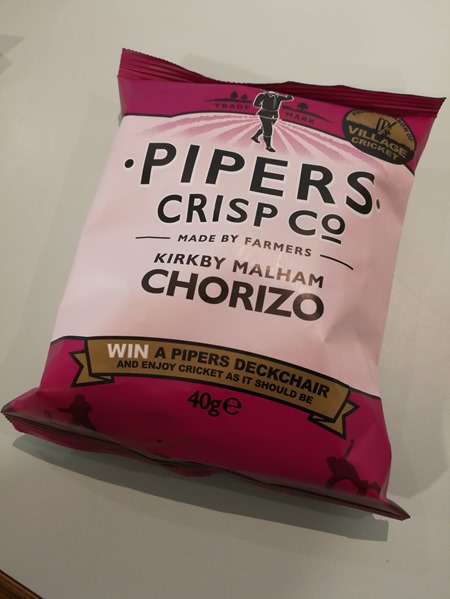 TRADE MARK
VILLAGE
CRICKET
PIPERS
CRISP CO
MADE BY FARMERS
KIRKBY MALHAM
CHORIZO
WIN A PIPERS DECKCHAIR
AND ENJOY CRICKET AS IT SHOULD BE
40g℮